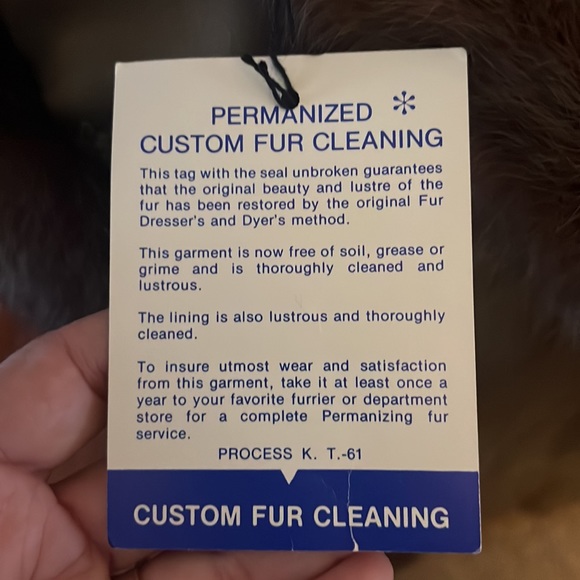 PERMANIZED *
CUSTOM FUR CLEANING
This tag with the seal unbroken guarantees
that the original beauty and lustre of the
fur has been restored by the original Fur
Dresser's and Dyer's method.
This garment is now free of soil, grease or
grime and is thoroughly cleaned and
lustrous.
The lining is also lustrous and thoroughly
cleaned.
To insure utmost wear and satisfaction
from this garment, take it at least once a
year to your favorite furrier or department
store for a complete Permanizing fur
service.
PROCESS K. T.-61
CUSTOM FUR CLEANING